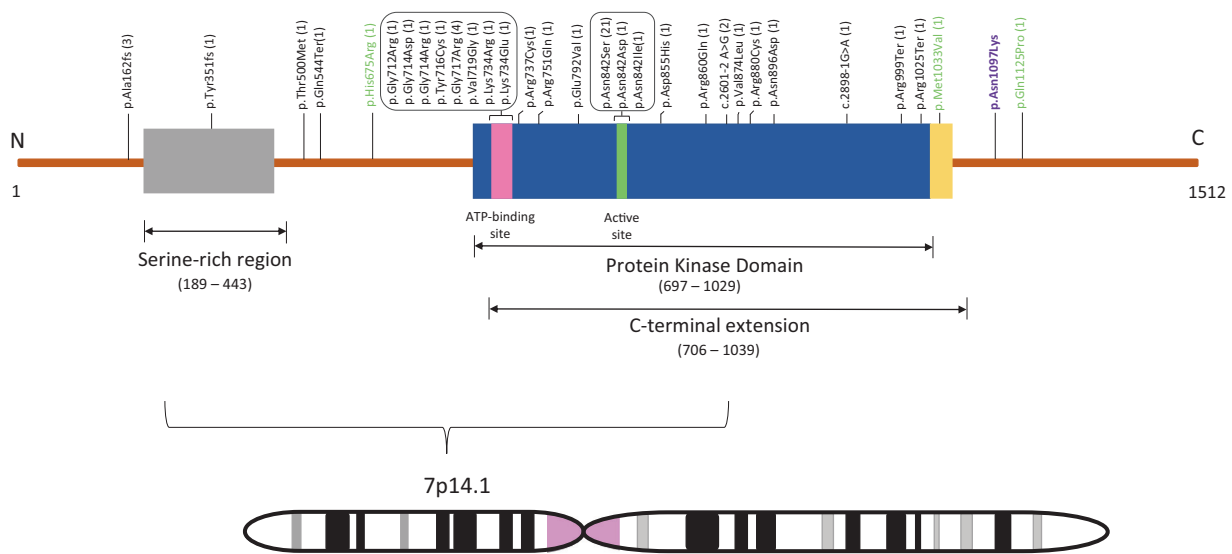 p.Ala162fs (3)
p.Tyr351fs (1)
p.Thr500Met (1)
p.Gln544Ter(1)
p.His675Arg (1)
p.Gly712Arg (1)
p.Gly714Asp (1)
p.Gly714Arg (1)
p.Tyr716Cys (1)
p.Gly717Arg (4)
p.Val719Gly (1)
p.Lys734Arg (1)
p.Lys734Glu (1)
p.Arg737Cys(1)
p.Arg751Gln (1)
p.Glu792Val (1)
p.Asn842Ser (21)
p.Asn842Asp (1)
p.Asn842Ile(1)
p.Asp855His (1)
p.Arg860Gln (1)
c.2601-2 A>G (2)
p.Val874Leu (1)
p.Arg880Cys (1)
p.Asn896Asp (1)
c.2898-1G>A (1)
p.Arg999Ter (1)
p.Arg1025Ter (1)
p.Met1033Val (1)
p.Asn1097Lys
p.Gln1125Pro (1)
N
C
1
1512
ATP-binding
site
Active
site
Serine-rich region
(189 – 443)
Protein Kinase Domain
(697 – 1029)
C-terminal extension
(706 – 1039)
7p14.1